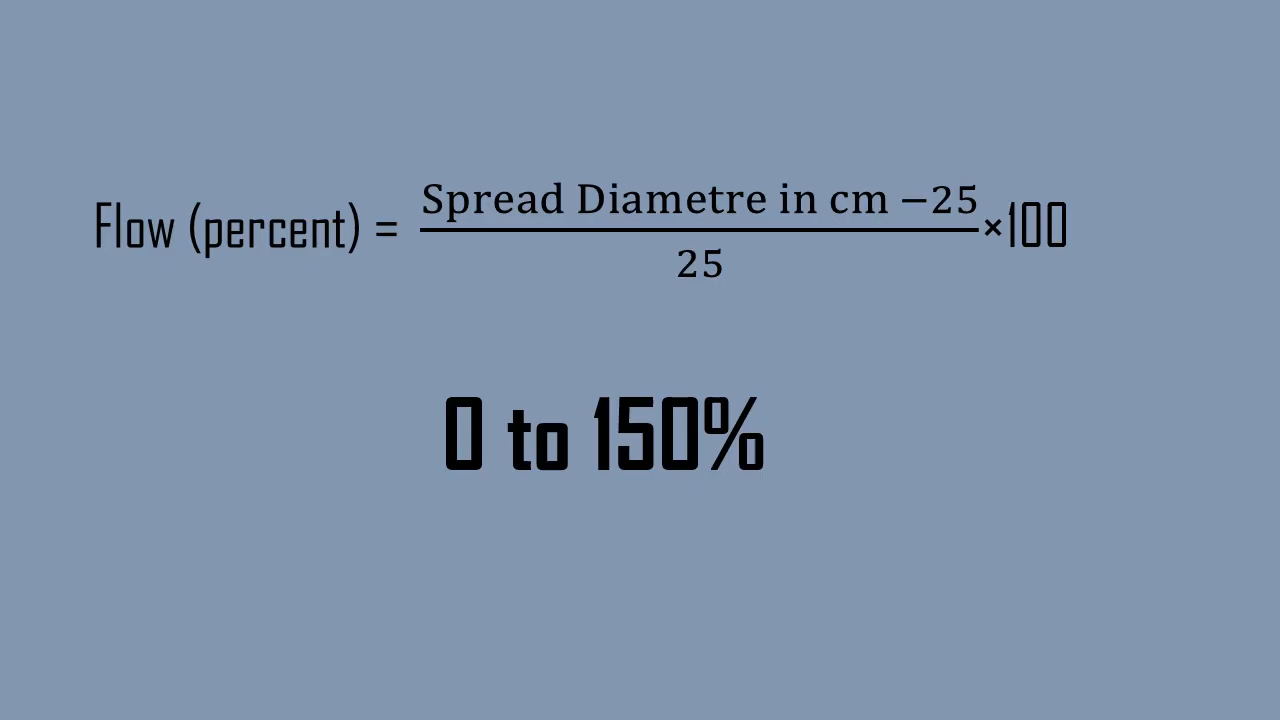 Flow (percent) = Spread Diametre in cm −25 / 25 ×100
0 to 150%